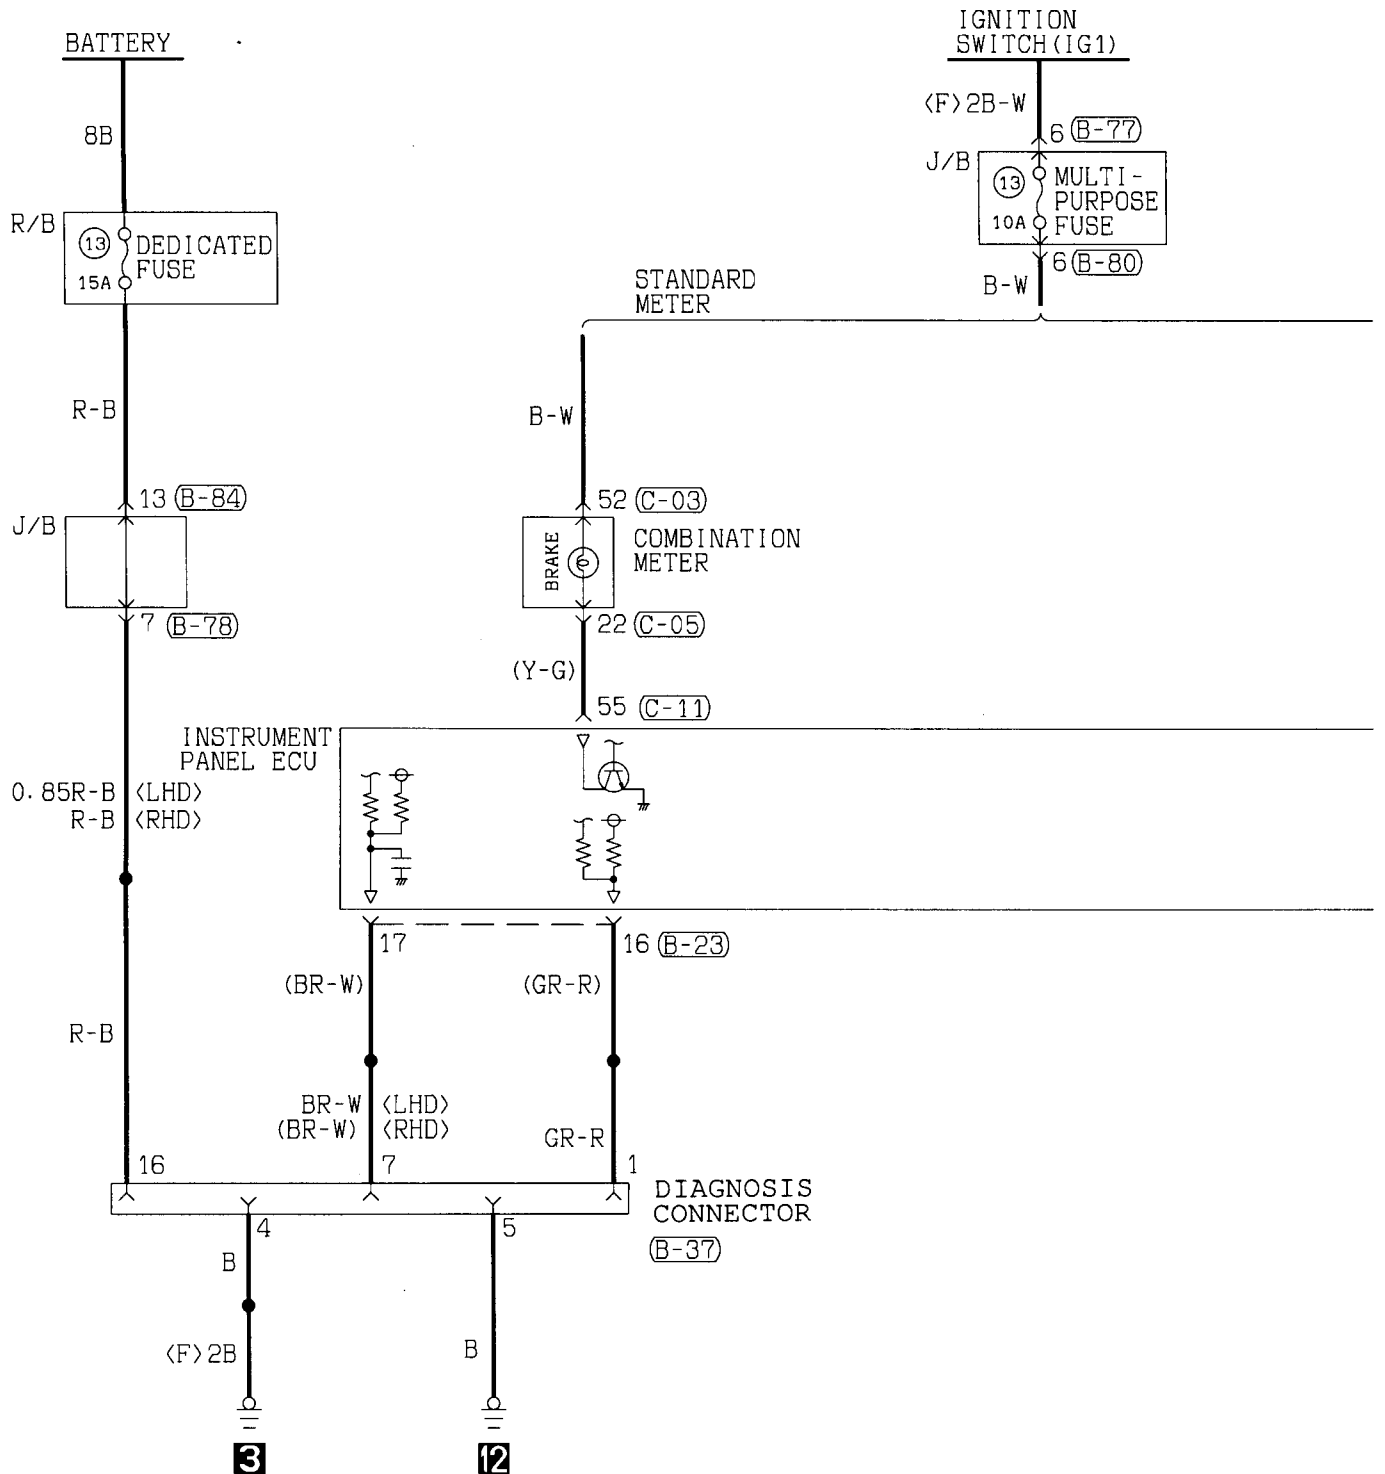 BATTERY
IGNITION
SWITCH(IG1)
8B
<F>2B-W
6 (B-77)
R/B
13
15A
DEDICATED
FUSE
J/B
13
10A
MULTI-
PURPOSE
FUSE
6 (B-80)
B-W
STANDARD
METER
R-B
B-W
13 (B-84)
52 (C-03)
J/B
BRAKE
COMBINATION
METER
7 (B-78)
22 (C-05)
(Y-G)
55 (C-11)
INSTRUMENT
PANEL ECU
0.85R-B <LHD>
R-B <RHD>
17
16 (B-23)
(BR-W)
(GR-R)
R-B
BR-W <LHD>
(BR-W) <RHD>
GR-R
16
7
1
DIAGNOSIS
CONNECTOR
(B-37)
4
5
B
<F>2B
B
3
12